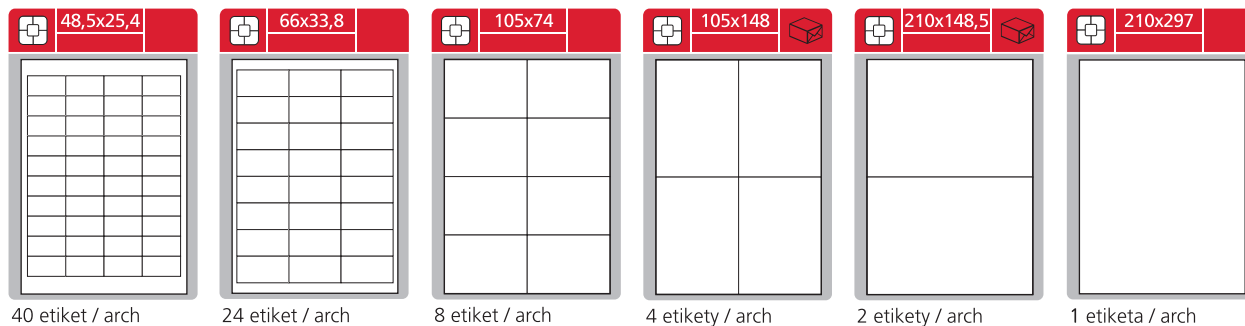 48,5x25,4
66x33,8
105x74
105x148
210x148,5
210x297
40 etiket / arch
24 etiket / arch
8 etiket / arch
4 etikety / arch
2 etikety / arch
1 etiketa / arch